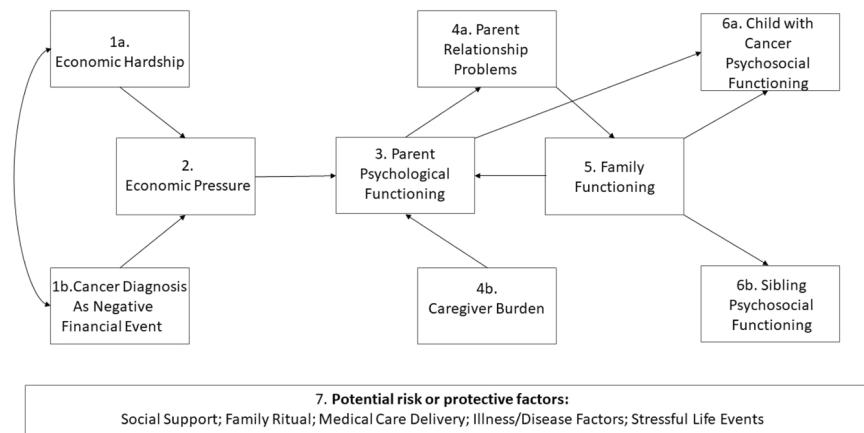 1a.
Economic Hardship
4a. Parent
Relationship
Problems
6a. Child with
Cancer
Psychosocial
Functioning
2.
Economic Pressure
3. Parent
Psychological
Functioning
5. Family
Functioning
1b.Cancer Diagnosis
As Negative
Financial Event
4b.
Caregiver Burden
6b. Sibling
Psychosocial
Functioning
7. Potential risk or protective factors:
Social Support; Family Ritual; Medical Care Delivery; Illness/Disease Factors; Stressful Life Events